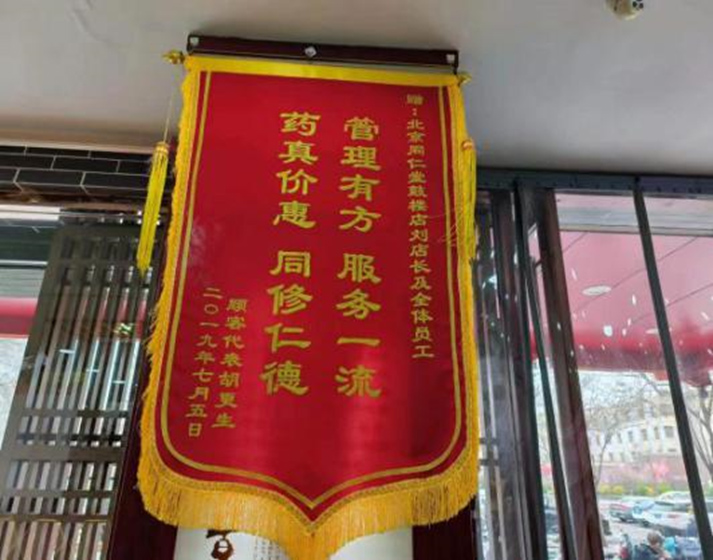 赠：北京同仁堂鼓楼店刘店长及全体员工
管理有方 服务一流
药真价惠 同修仁德
顾客代表胡更生
二〇一九年七月五日